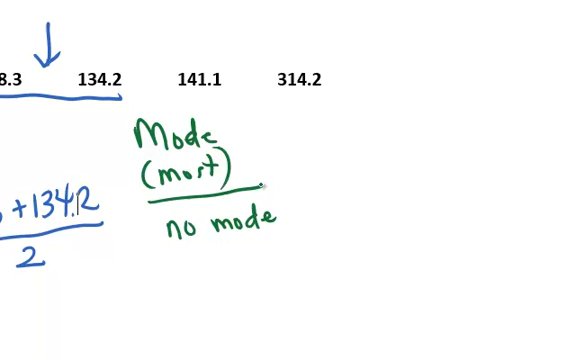 8.3 134.2 141.1 314.2
Mode
(most)
+134.2
2
no mode